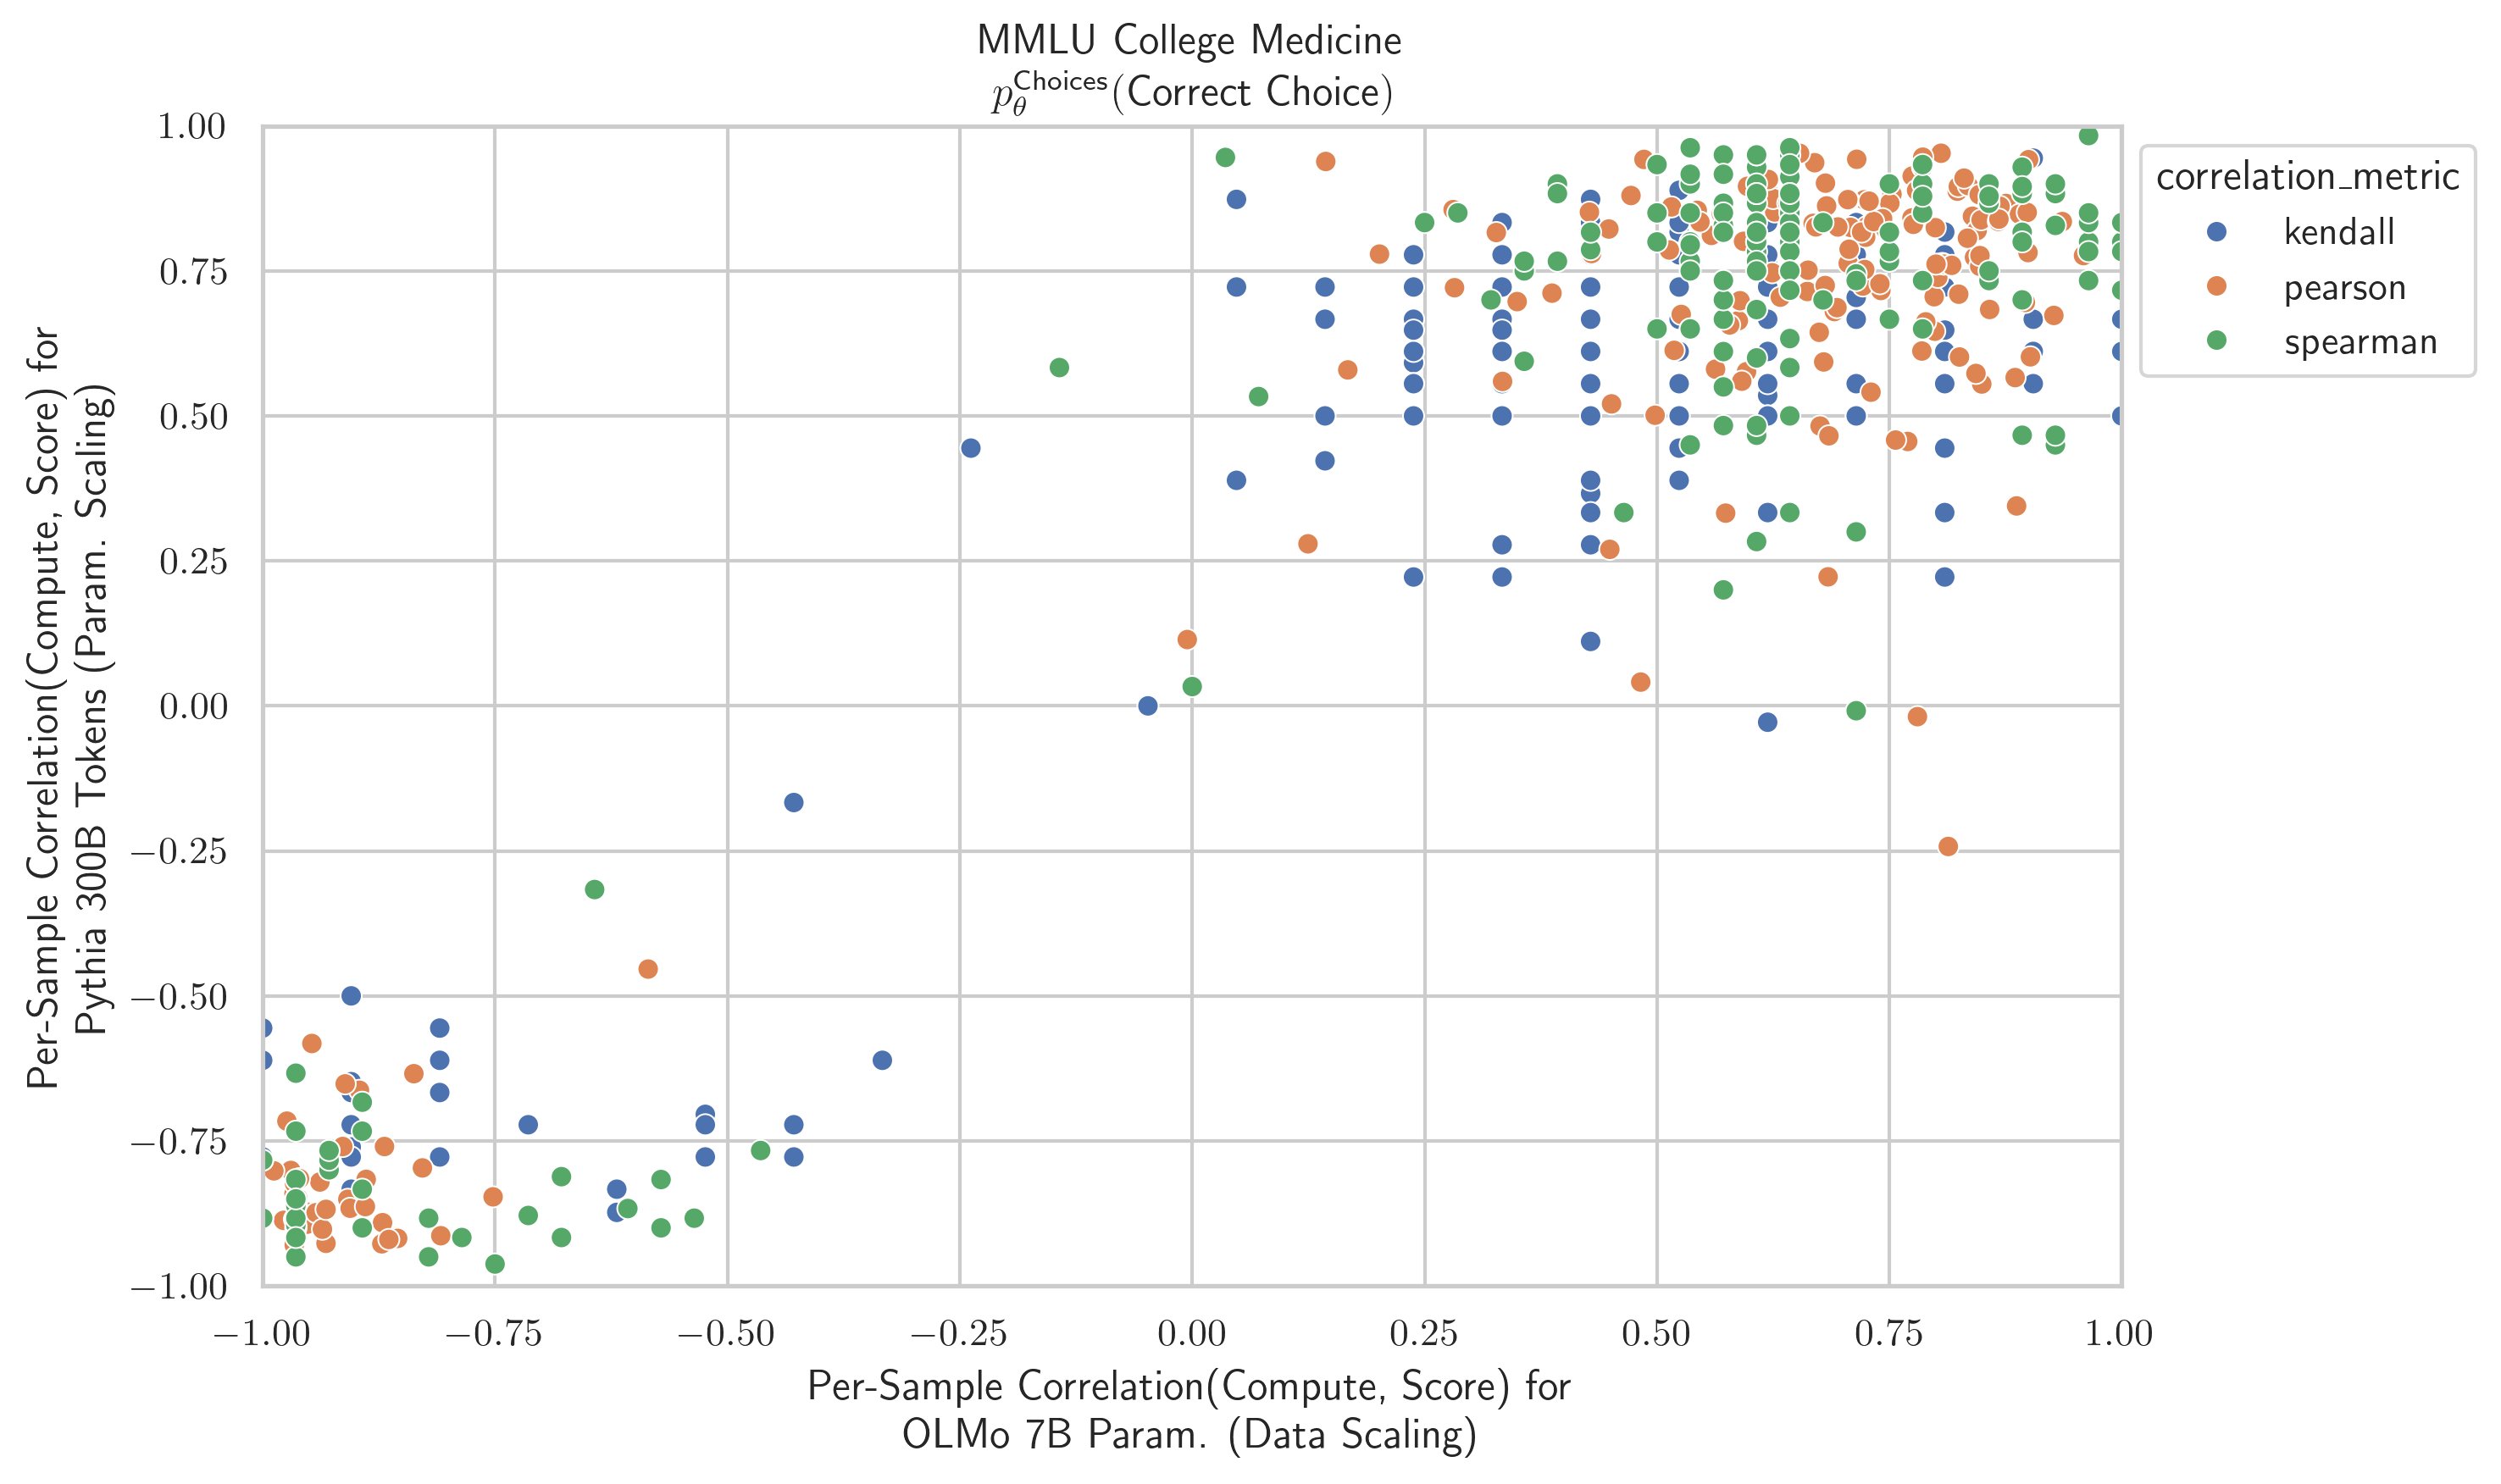 MMLU College Medicine
p_θ^Choices(Correct Choice)
Per-Sample Correlation(Compute, Score) for
Pythia 300B Tokens (Param. Scaling)
1.00
0.75
0.50
0.25
0.00
−0.25
−0.50
−0.75
−1.00
−1.00 −0.75 −0.50 −0.25 0.00 0.25 0.50 0.75 1.00
Per-Sample Correlation(Compute, Score) for
OLMo 7B Param. (Data Scaling)
correlation_metric
kendall
pearson
spearman